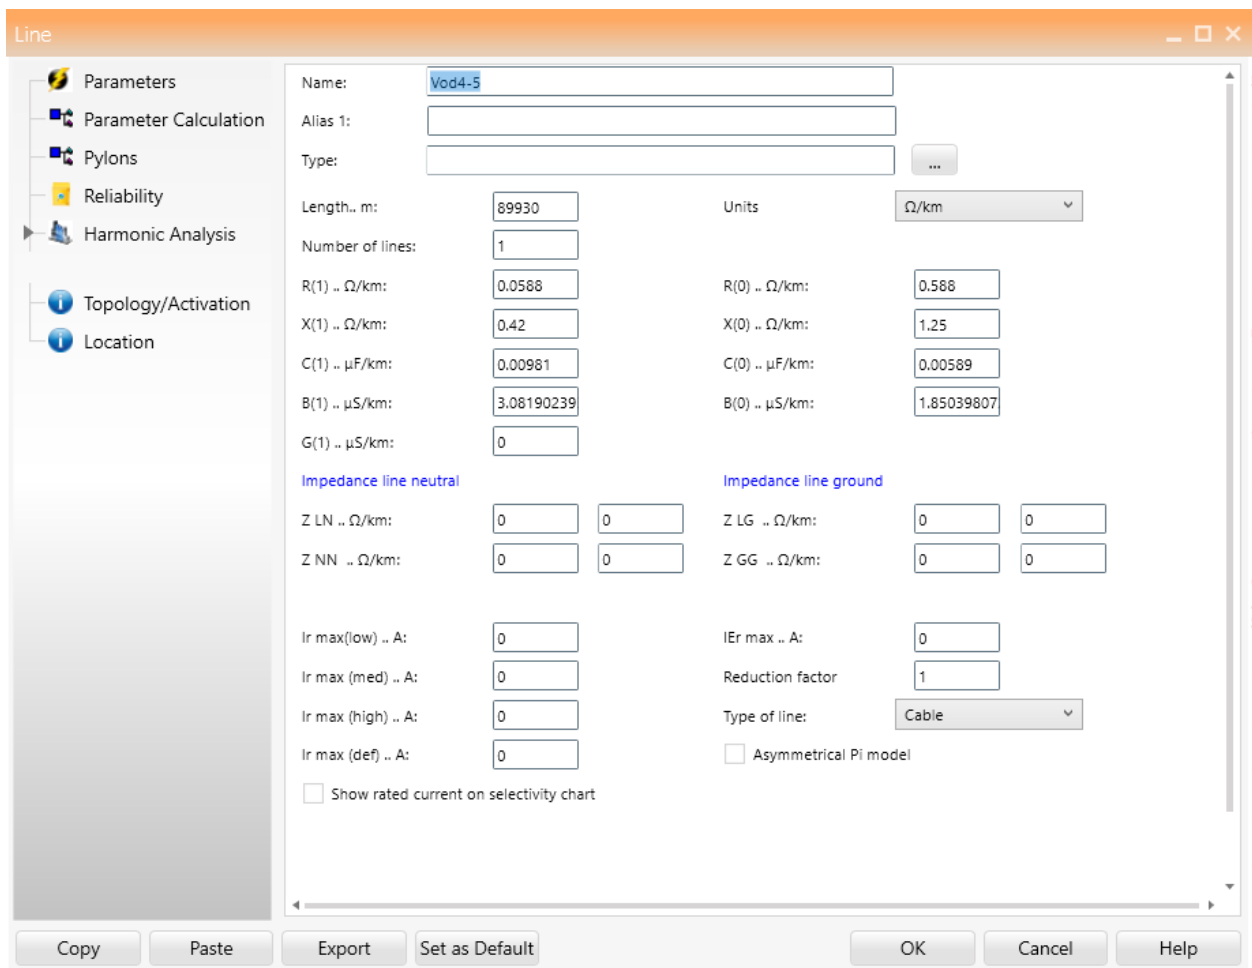 Line
Parameters
Parameter Calculation
Pylons
Reliability
Harmonic Analysis
Topology/Activation
Location
Name: Vod4-5
Alias 1:
Type: ...
Length.. m: 89930 Units Ω/km
Number of lines: 1
R(1) .. Ω/km: 0.0588 R(0) .. Ω/km: 0.588
X(1) .. Ω/km: 0.42 X(0) .. Ω/km: 1.25
C(1) .. μF/km: 0.00981 C(0) .. μF/km: 0.00589
B(1) .. μS/km: 3.08190239 B(0) .. μS/km: 1.85039807
G(1) .. μS/km: 0
Impedance line neutral Impedance line ground
Z LN .. Ω/km: 0 0 Z LG .. Ω/km: 0 0
Z NN .. Ω/km: 0 0 Z GG .. Ω/km: 0 0
Ir max(low) .. A: 0 IEr max .. A: 0
Ir max (med) .. A: 0 Reduction factor 1
Ir max (high) .. A: 0 Type of line: Cable
Ir max (def) .. A: 0 Asymmetrical Pi model
Show rated current on selectivity chart
Copy Paste Export Set as Default OK Cancel Help